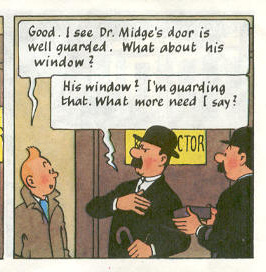 Good. I see Dr. Midge's door is
well guarded. What about his
window?
His window? I'm guarding
that. What more need I say?
CTOR